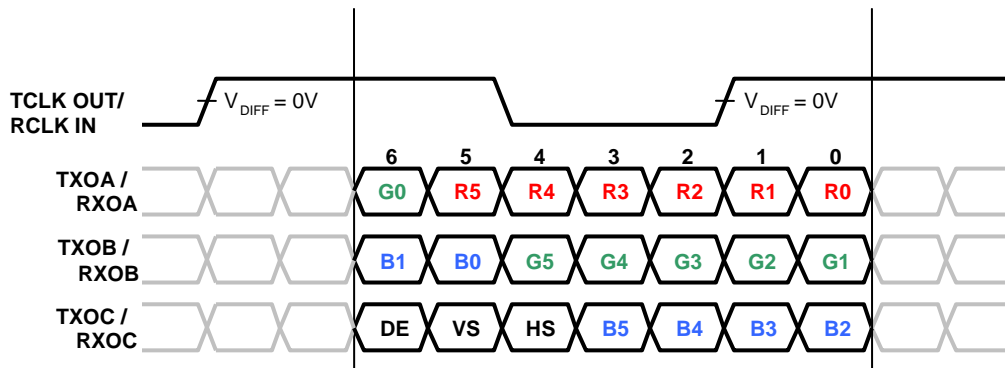 TCLK OUT/
RCLK IN
V DIFF = 0V
V DIFF = 0V
6 5 4 3 2 1 0
TXOA /
RXOA
G0 R5 R4 R3 R2 R1 R0
TXOB /
RXOB
B1 B0 G5 G4 G3 G2 G1
TXOC /
RXOC
DE VS HS B5 B4 B3 B2